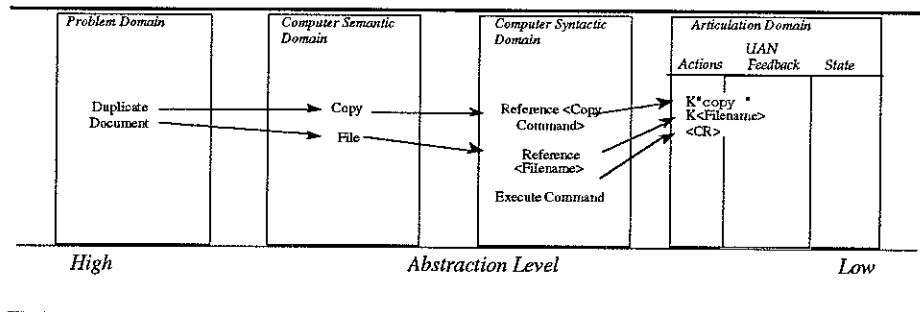 Problem Domain
Computer Semantic
Domain
Computer Syntactic
Domain
Articulation Domain
UAN
Actions Feedback State
Duplicate
Document
Copy
File
Reference <Copy
Command>
Reference
<Filename>
Execute Command
K"copy "
K<Filename>
<CR>
High
Abstraction Level
Low